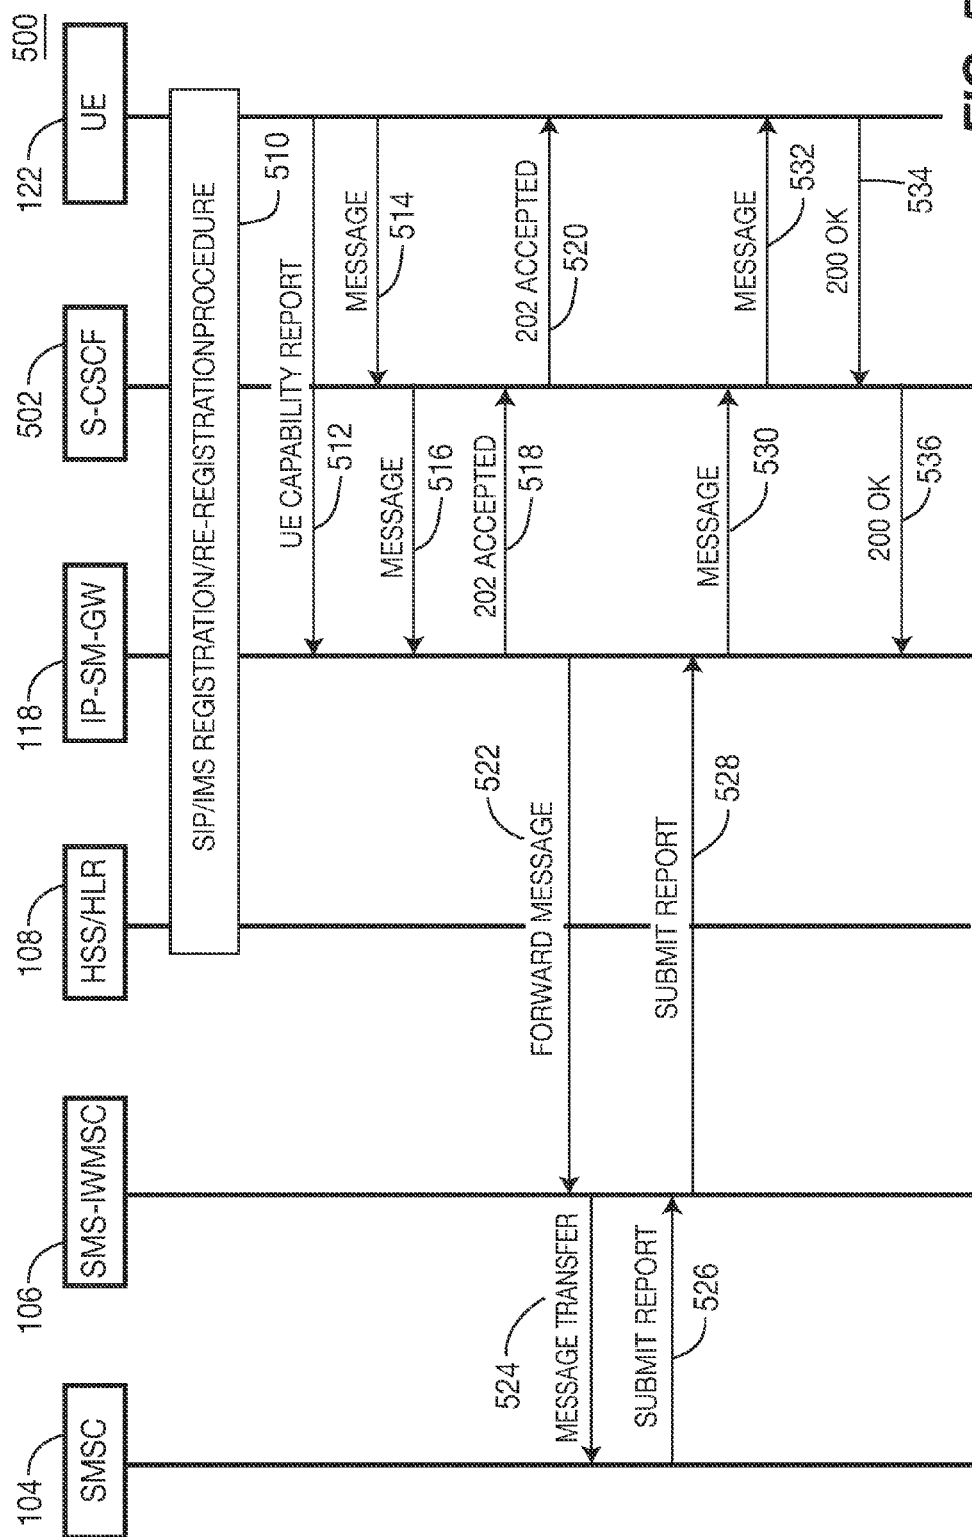 500
104
106
108
118
502
122
SMSC
SMS-IWMSC
HSS/HLR
IP-SM-GW
S-CSCF
UE
SIP/IMS REGISTRATION/RE-REGISTRATIONPROCEDURE
510
UE CAPABILITY REPORT
512
MESSAGE
514
MESSAGE
516
202 ACCEPTED
518
202 ACCEPTED
520
FORWARD MESSAGE
522
MESSAGE TRANSFER
524
SUBMIT REPORT
526
SUBMIT REPORT
528
MESSAGE
530
MESSAGE
532
200 OK
534
200 OK
536